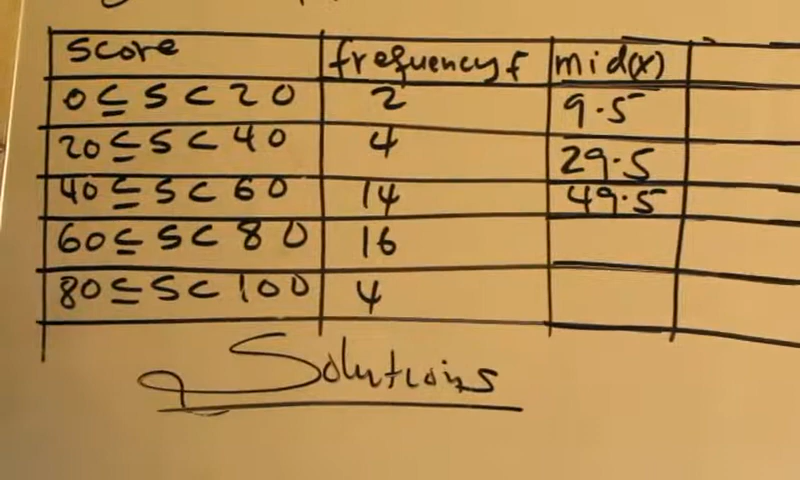 score frequency f mid(x)
0 ≤ S < 20 2 9.5
20 ≤ S < 40 4 29.5
40 ≤ S < 60 14 49.5
60 ≤ S < 80 16
80 ≤ S < 100 4
Solutions